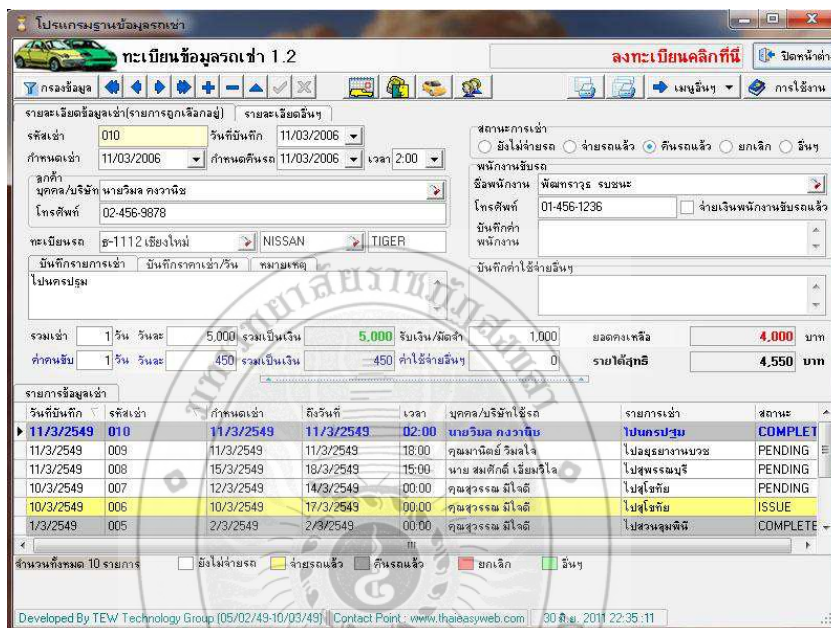 โปรแกรมฐานข้อมูลรถเช่า
ทะเบียนข้อมูลรถเช่า 1.2
ลงทะเบียนคลิกที่นี่
ปิดหน้าต่าง
กรองข้อมูล
เมนูอื่นๆ
การใช้งาน
รายละเอียดข้อมูลเช่า(รายการถูกเลือกอยู่) รายละเอียดอื่นๆ
รหัสเช่า 010 วันที่บันทึก 11/03/2006
กำหนดเช่า 11/03/2006 กำหนดคืนรถ 11/03/2006 เวลา 2:00
สถานะการเช่า
ยังไม่จ่ายรถ จ่ายรถแล้ว คืนรถแล้ว ยกเลิก อื่นๆ
ลูกค้า
บุคคล/บริษัท นายวิมล คงวานิช
โทรศัพท์ 02-456-9878
พนักงานขับรถ
ชื่อพนักงาน พัฒทราวุธ รบชนะ
โทรศัพท์ 01-456-1236 จ่ายเงินพนักงานขับรถแล้ว
บันทึกค่า
พนักงาน
ทะเบียนรถ ธ-1112 เชียงใหม่ NISSAN TIGER
บันทึกรายการเช่า บันทึกราคาเช่า/วัน หมายเหตุ
ไปนครปฐม
บันทึกค่าใช้จ่ายอื่นๆ
รวมเช่า 1 วัน วันละ 5,000 รวมเป็นเงิน 5,000 รับเงิน/มัดจำ 1,000 ยอดคงเหลือ 4,000 บาท
ค่าคนขับ 1 วัน วันละ 450 รวมเป็นเงิน 450 ค่าใช้จ่ายอื่นๆ 0 รายได้สุทธิ 4,550 บาท
รายการข้อมูลเช่า
วันที่บันทึก รหัสเช่า กำหนดเช่า ถึงวันที่ เวลา บุคคล/บริษัทใช้รถ รายการเช่า สถานะ
11/3/2549 010 11/3/2549 11/3/2549 02:00 นายวิมล คงวานิช ไปนครปฐม COMPLET
11/3/2549 009 11/3/2549 11/3/2549 18:00 คุณมานิตย์ วิมลใจ ไปอยุธยางานบวช PENDING
11/3/2549 008 15/3/2549 18/3/2549 15:00 นาย สมศักดิ์ เอี่ยมวิไล ไปสุพรรณบุรี PENDING
10/3/2549 007 12/3/2549 14/3/2549 00:00 คุณสุวรรณ มีใจดี ไปสุโขทัย PENDING
10/3/2549 006 10/3/2549 17/3/2549 00:00 คุณสุวรรณ มีใจดี ไปสุโขทัย ISSUE
1/3/2549 005 2/3/2549 2/3/2549 00:00 คุณสุวรรณ มีใจดี ไปสวนลุมพินี COMPLETE
จำนวนทั้งหมด 10 รายการ ยังไม่จ่ายรถ จ่ายรถแล้ว คืนรถแล้ว ยกเลิก อื่นๆ
Developed By TEW Technology Group (05/02/49-10/03/49) Contact Point : www.thaieasyweb.com 30 มิ.ย. 2011 22:35 :11